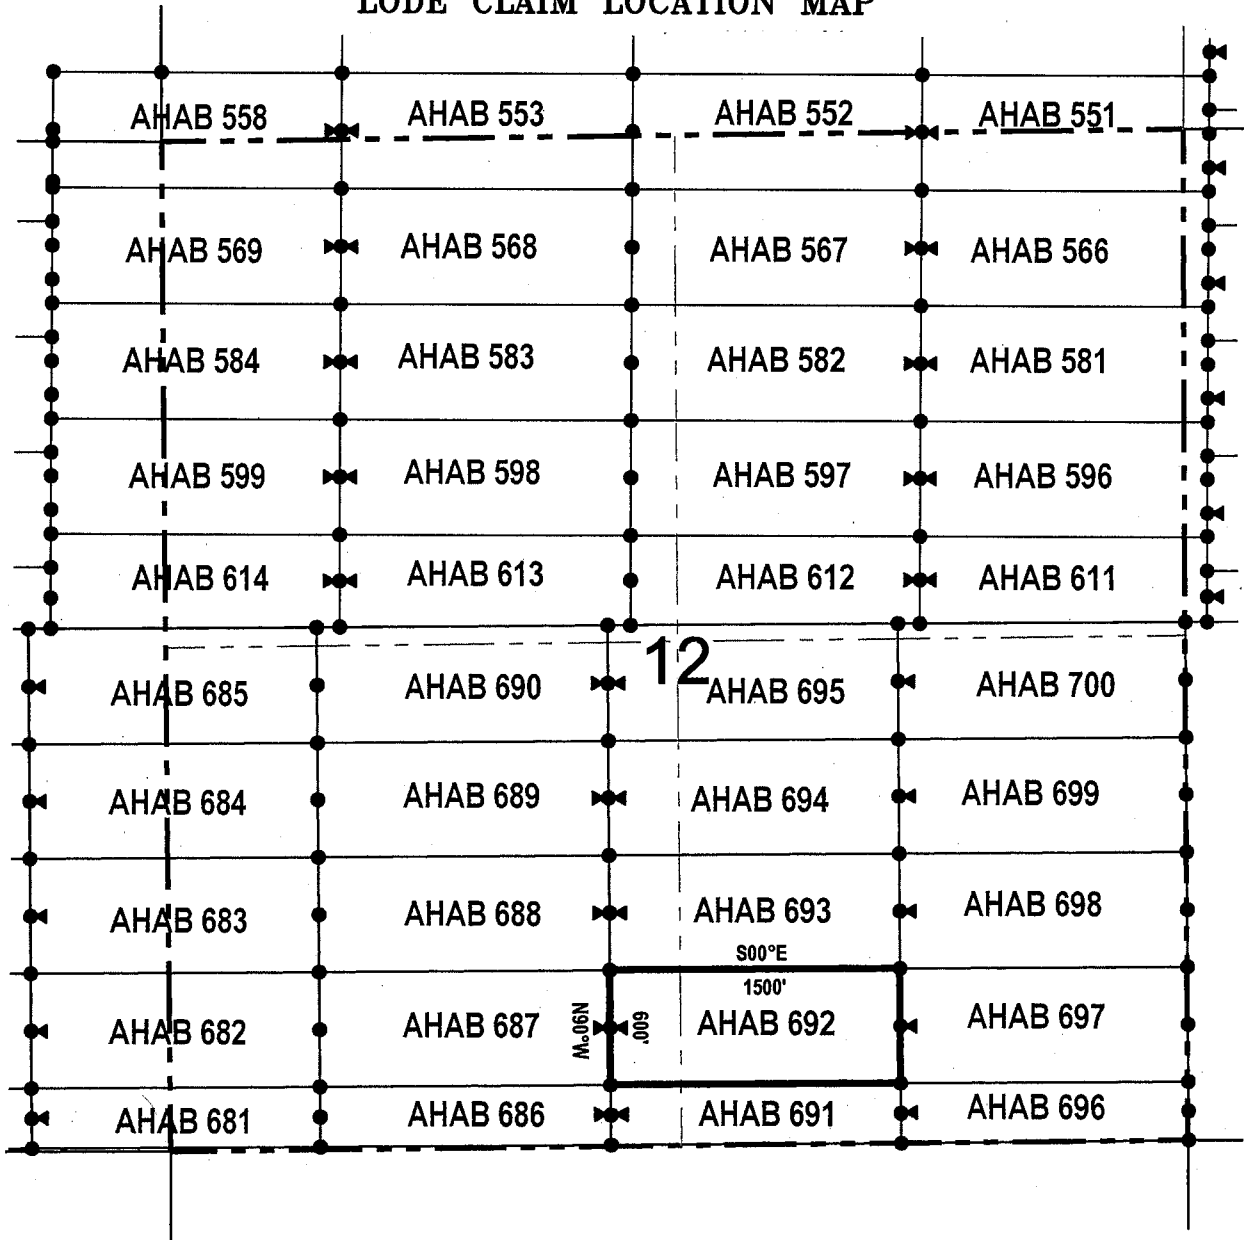 LODE CLAIM LOCATION MAP
AHAB 558 AHAB 553 AHAB 552 AHAB 551
AHAB 569 AHAB 568 AHAB 567 AHAB 566
AHAB 584 AHAB 583 AHAB 582 AHAB 581
AHAB 599 AHAB 598 AHAB 597 AHAB 596
AHAB 614 AHAB 613 AHAB 612 AHAB 611
12
AHAB 685 AHAB 690 AHAB 695 AHAB 700
AHAB 684 AHAB 689 AHAB 694 AHAB 699
AHAB 683 AHAB 688 AHAB 693 AHAB 698
S00°E
1500'
N90°W 600'
AHAB 682 AHAB 687 AHAB 692 AHAB 697
AHAB 681 AHAB 686 AHAB 691 AHAB 696